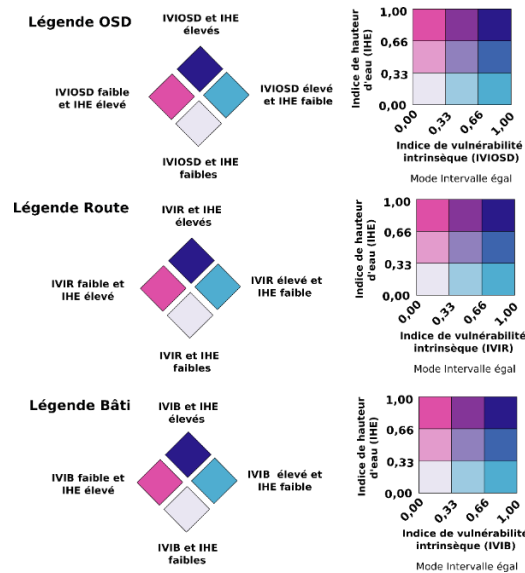 Légende OSD
IVIOSD et IHE
élevés
IVIOSD faible
et IHE élevé
IVIOSD élevé
et IHE faible
IVIOSD et IHE
faibles
Indice de hauteur
d'eau (IHE)
1,00
0,66
0,33
0,00
0,00
0,33
0,66
1,00
Indice de vulnérabilité
intrinsèque (IVIOSD)
Mode Intervalle égal
Légende Route
IVIR et IHE
élevés
IVIR faible et
IHE élevé
IVIR élevé et
IHE faible
IVIR et IHE
faibles
Indice de hauteur
d'eau (IHE)
1,00
0,66
0,33
0,00
0,00
0,33
0,66
1,00
Indice de vulnérabilité
intrinsèque (IVIR)
Mode Intervalle égal
Légende Bâti
IVIB et IHE
élevés
IVIB faible et
IHE élevé
IVIB élevé et
IHE faible
IVIB et IHE
faibles
Indice de hauteur
d'eau (IHE)
1,00
0,66
0,33
0,00
0,00
0,33
0,66
1,00
Indice de vulnérabilité
intrinsèque (IVIB)
Mode Intervalle égal